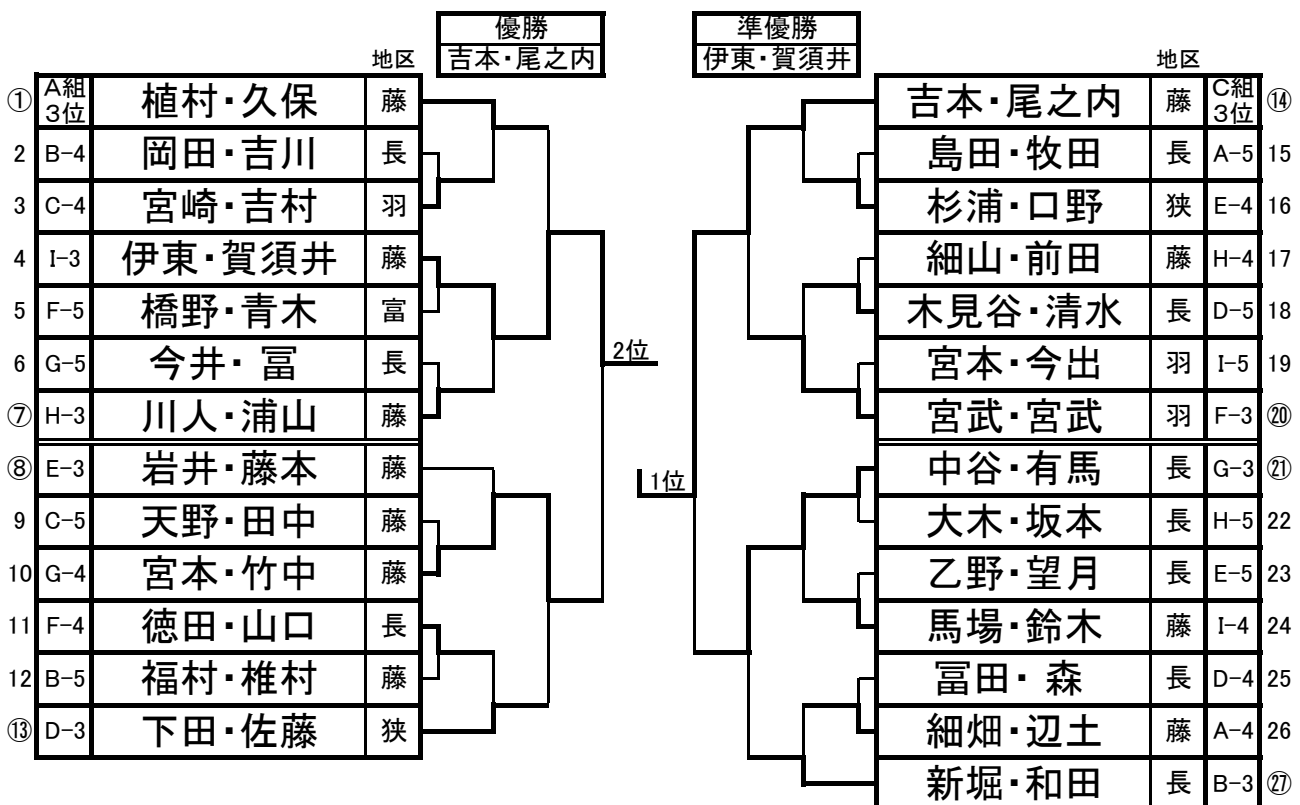 優勝
吉本・尾之内
準優勝
伊東・賀須井
地区
地区
① A組3位 植村・久保 藤
2 B-4 岡田・吉川 長
3 C-4 宮崎・吉村 羽
4 I-3 伊東・賀須井 藤
5 F-5 橋野・青木 富
6 G-5 今井・冨 長
⑦ H-3 川人・浦山 藤
⑧ E-3 岩井・藤本 藤
9 C-5 天野・田中 藤
10 G-4 宮本・竹中 藤
11 F-4 徳田・山口 長
12 B-5 福村・椎村 藤
⑬ D-3 下田・佐藤 狭
2位
1位
吉本・尾之内 藤 C組3位 ⑭
島田・牧田 長 A-5 15
杉浦・口野 狭 E-4 16
細山・前田 藤 H-4 17
木見谷・清水 長 D-5 18
宮本・今出 羽 I-5 19
宮武・宮武 羽 F-3 ⑳
中谷・有馬 長 G-3 ㉑
大木・坂本 長 H-5 22
乙野・望月 長 E-5 23
馬場・鈴木 藤 I-4 24
冨田・森 長 D-4 25
細畑・辺土 藤 A-4 26
新堀・和田 長 B-3 ㉗